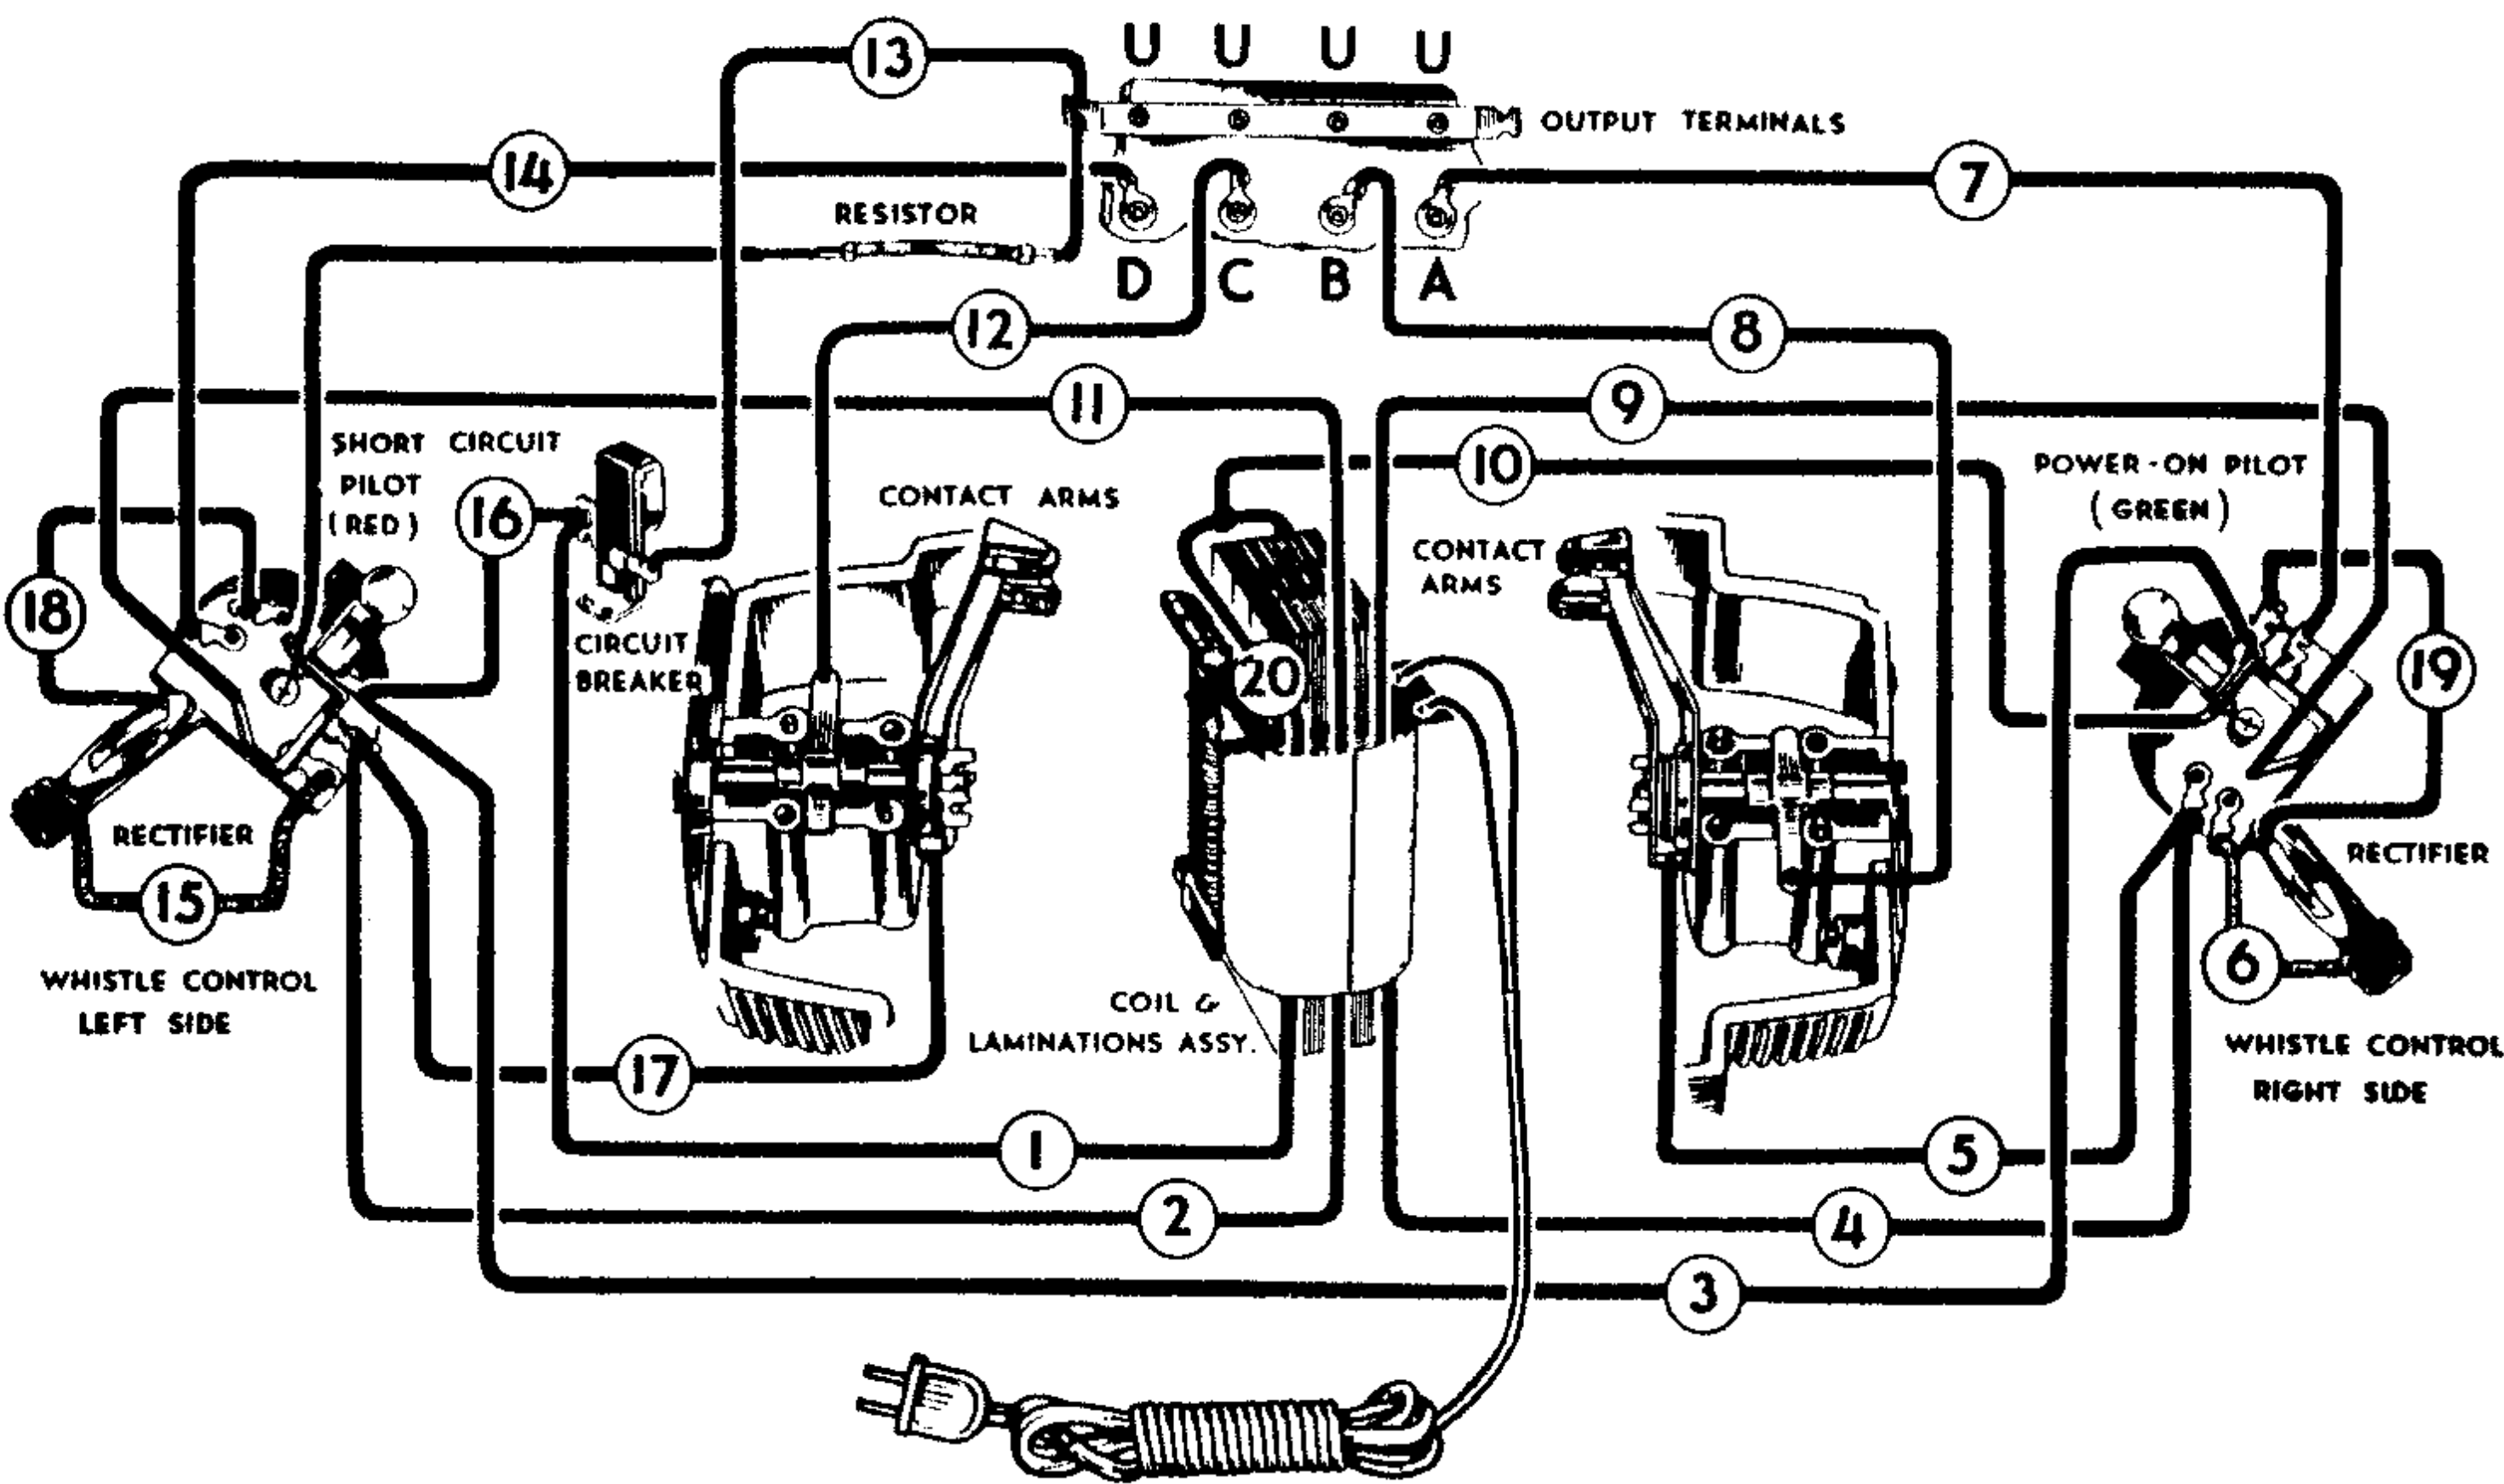 U U U U
13
OUTPUT TERMINALS
14
7
RESISTOR
D C B A
12
8
11
9
SHORT CIRCUIT
PILOT
(RED)
10
POWER-ON PILOT
(GREEN)
16
CONTACT ARMS
CONTACT
ARMS
18
CIRCUIT
BREAKER
20
19
RECTIFIER
RECTIFIER
15
6
WHISTLE CONTROL
LEFT SIDE
COIL &
LAMINATIONS ASSY.
WHISTLE CONTROL
RIGHT SIDE
17
1
5
2
4
3